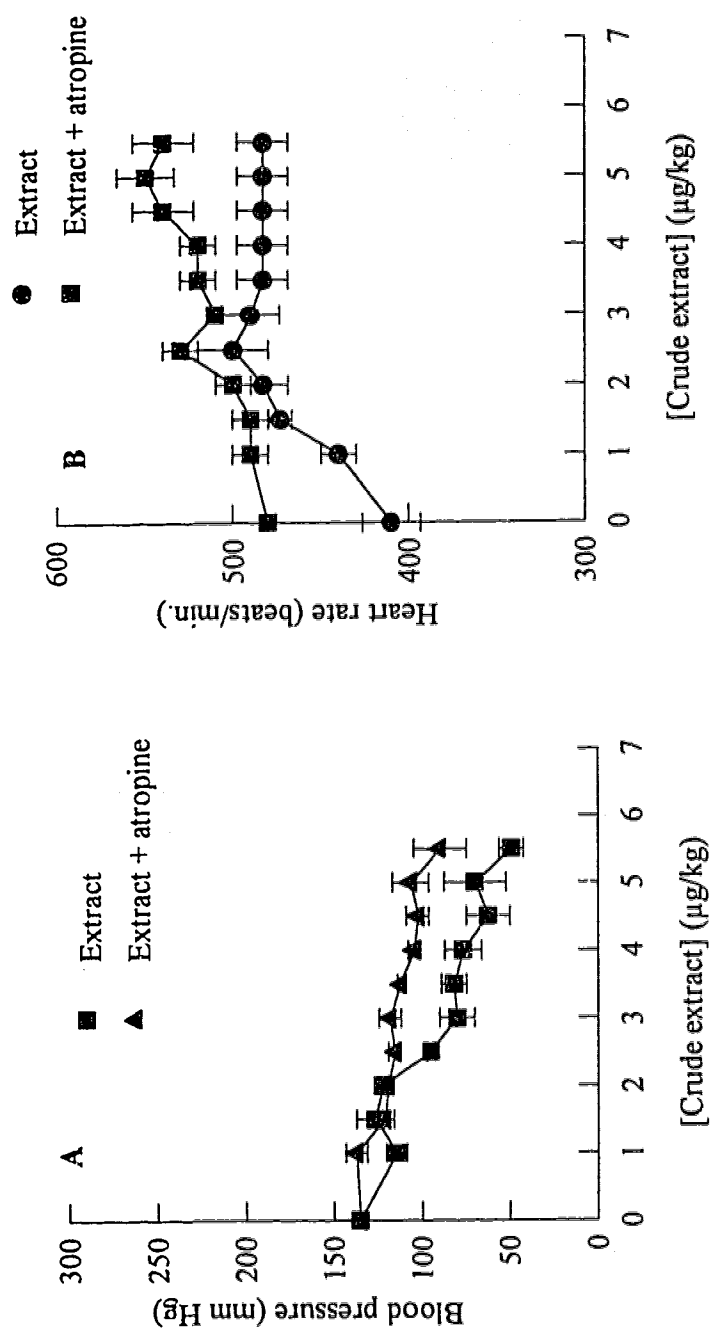 A
■ Extract
▲ Extract + atropine
Blood pressure (mm Hg)
300
250
200
150
100
50
0
0 1 2 3 4 5 6 7
[Crude extract] (µg/kg)
B
● Extract
■ Extract + atropine
Heart rate (beats/min.)
600
500
400
300
0 1 2 3 4 5 6 7
[Crude extract] (µg/kg)